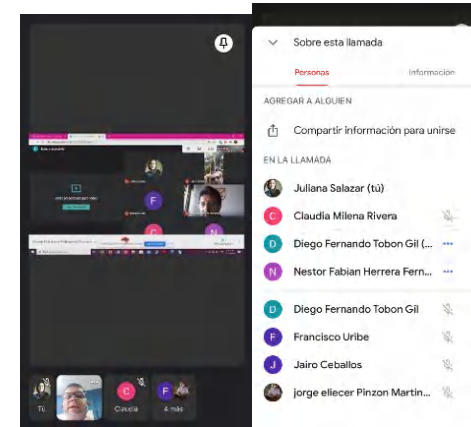 Tú
Claudia
F
4 más
Sobre esta llamada
Personas
Información
AGREGAR A ALGUIEN
Compartir información para unirse
EN LA LLAMADA
Juliana Salazar (tú)
C
Claudia Milena Rivera
D
Diego Fernando Tobon Gil (...
N
Nestor Fabian Herrera Fern...
D
Diego Fernando Tobon Gil
F
Francisco Uribe
J
Jairo Ceballos
jorge eliecer Pinzon Martin...